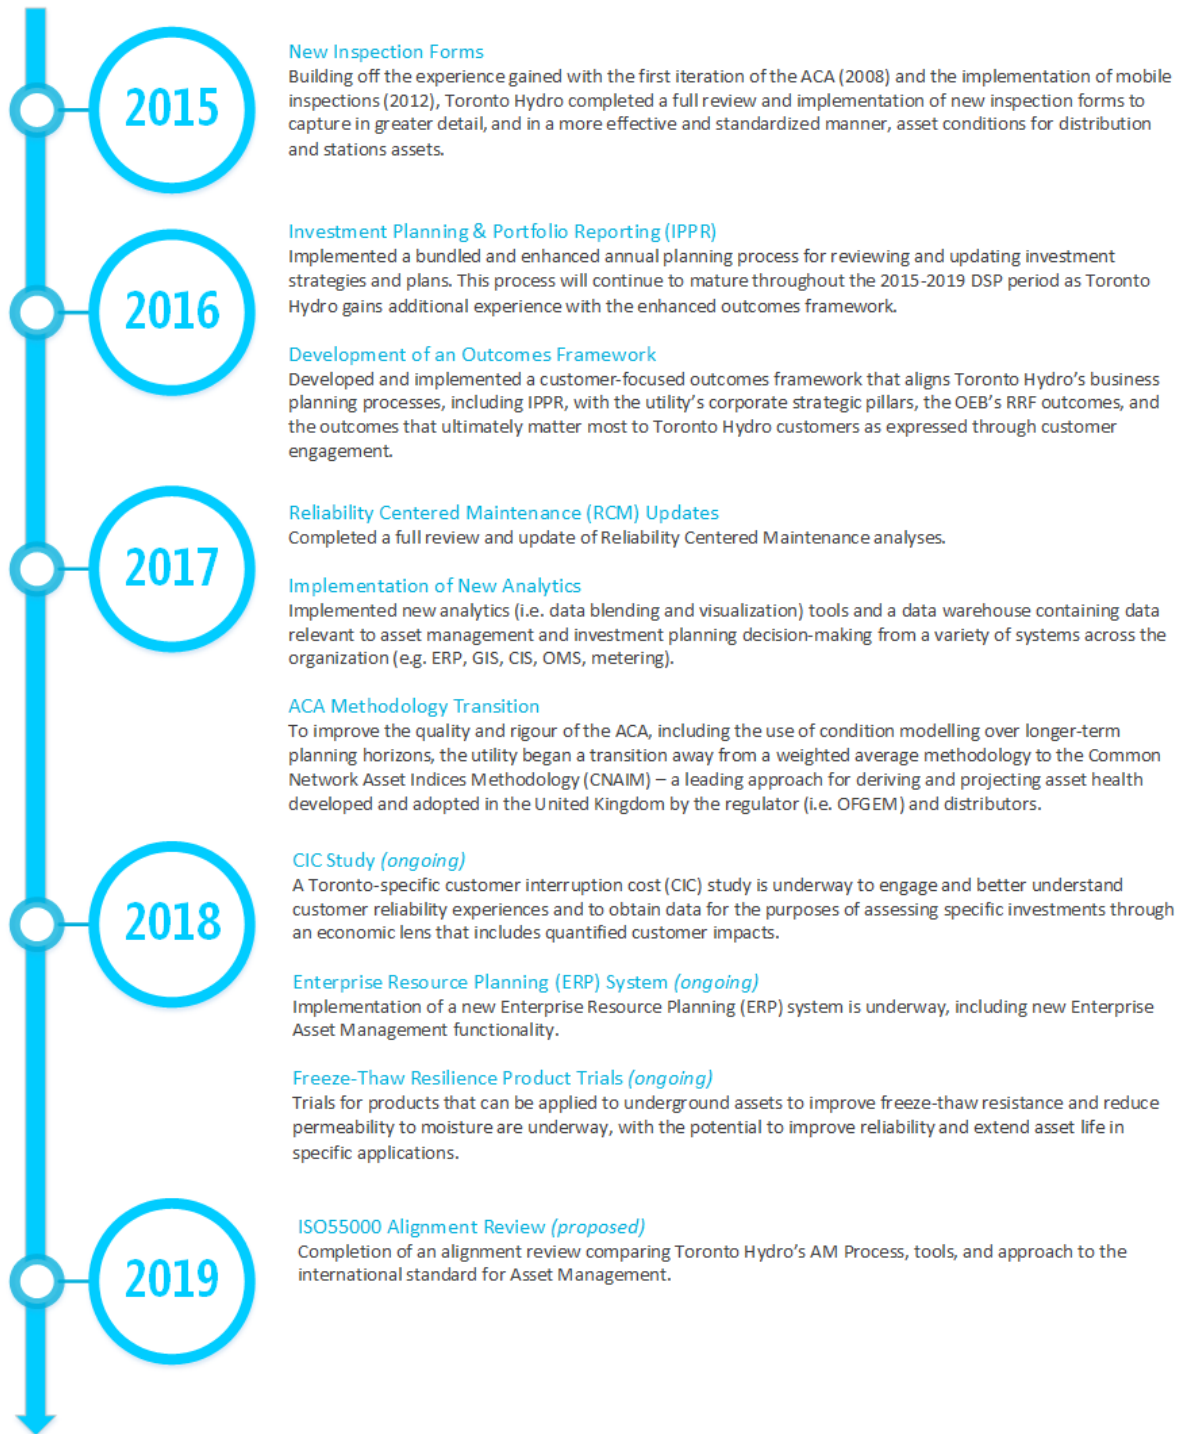 2015
New Inspection Forms
Building off the experience gained with the first iteration of the ACA (2008) and the implementation of mobile
inspections (2012), Toronto Hydro completed a full review and implementation of new inspection forms to
capture in greater detail, and in a more effective and standardized manner, asset conditions for distribution
and stations assets.
2016
Investment Planning & Portfolio Reporting (IPPR)
Implemented a bundled and enhanced annual planning process for reviewing and updating investment
strategies and plans. This process will continue to mature throughout the 2015-2019 DSP period as Toronto
Hydro gains additional experience with the enhanced outcomes framework.
Development of an Outcomes Framework
Developed and implemented a customer-focused outcomes framework that aligns Toronto Hydro's business
planning processes, including IPPR, with the utility's corporate strategic pillars, the OEB's RRF outcomes, and
the outcomes that ultimately matter most to Toronto Hydro customers as expressed through customer
engagement.
2017
Reliability Centered Maintenance (RCM) Updates
Completed a full review and update of Reliability Centered Maintenance analyses.
Implementation of New Analytics
Implemented new analytics (i.e. data blending and visualization) tools and a data warehouse containing data
relevant to asset management and investment planning decision-making from a variety of systems across the
organization (e.g. ERP, GIS, CIS, OMS, metering).
ACA Methodology Transition
To improve the quality and rigour of the ACA, including the use of condition modelling over longer-term
planning horizons, the utility began a transition away from a weighted average methodology to the Common
Network Asset Indices Methodology (CNAIM) – a leading approach for deriving and projecting asset health
developed and adopted in the United Kingdom by the regulator (i.e. OFGEM) and distributors.
2018
CIC Study (ongoing)
A Toronto-specific customer interruption cost (CIC) study is underway to engage and better understand
customer reliability experiences and to obtain data for the purposes of assessing specific investments through
an economic lens that includes quantified customer impacts.
Enterprise Resource Planning (ERP) System (ongoing)
Implementation of a new Enterprise Resource Planning (ERP) system is underway, including new Enterprise
Asset Management functionality.
Freeze-Thaw Resilience Product Trials (ongoing)
Trials for products that can be applied to underground assets to improve freeze-thaw resistance and reduce
permeability to moisture are underway, with the potential to improve reliability and extend asset life in
specific applications.
2019
ISO55000 Alignment Review (proposed)
Completion of an alignment review comparing Toronto Hydro's AM Process, tools, and approach to the
international standard for Asset Management.